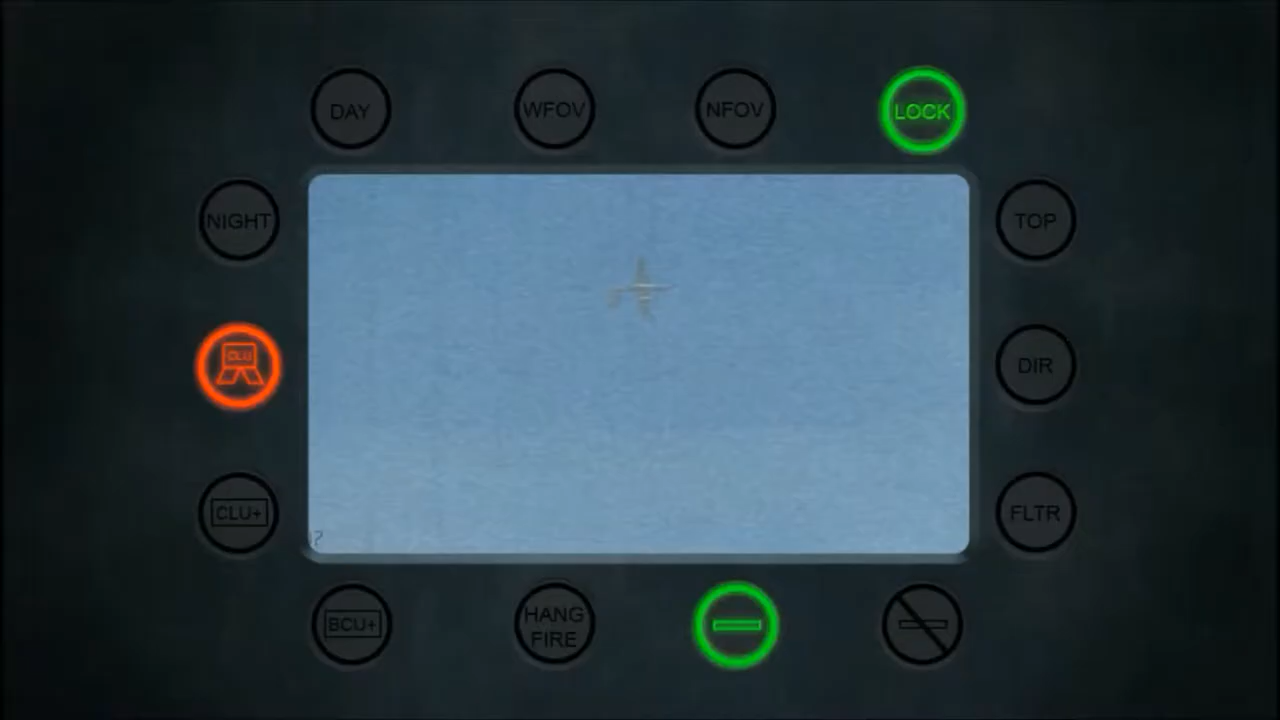 DAY
WFOV
NFOV
LOCK
NIGHT
TOP
CLU
DIR
CLU+
FLTR
BCU+
HANG
FIRE